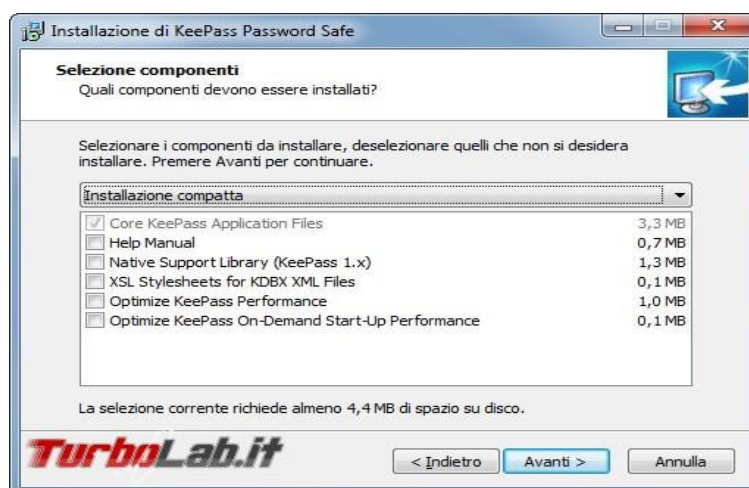 Installazione di KeePass Password Safe
Selezione componenti
Quali componenti devono essere installati?
Selezionare i componenti da installare, deselezionare quelli che non si desidera
installare. Premere Avanti per continuare.
Installazione compatta
Core KeePass Application Files 3,3 MB
Help Manual 0,7 MB
Native Support Library (KeePass 1.x) 1,3 MB
XSL Stylesheets for KDBX XML Files 0,1 MB
Optimize KeePass Performance 1,0 MB
Optimize KeePass On-Demand Start-Up Performance 0,1 MB
La selezione corrente richiede almeno 4,4 MB di spazio su disco.
TurboLab.it
< Indietro Avanti > Annulla